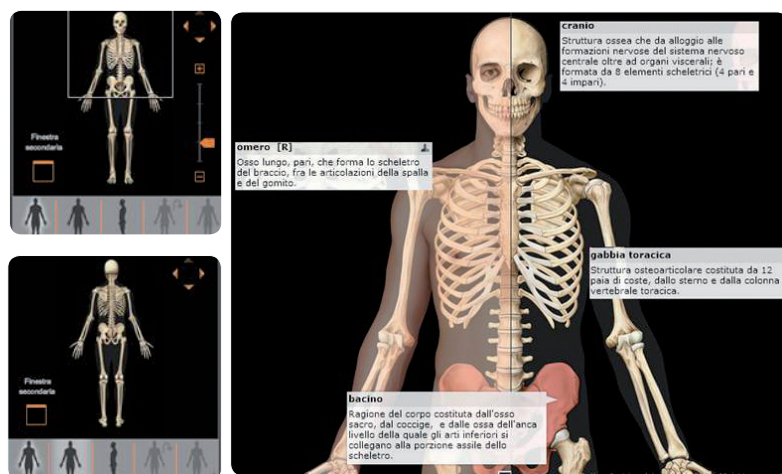 Finestra
secondaria
Finestra
secondaria
cranio
Struttura ossea che da alloggio alle
formazioni nervose del sistema nervoso
centrale oltre ad organi viscerali; è
formata da 8 elementi scheletrici (4 pari e
4 impari).
omero [R]
Osso lungo, pari, che forma lo scheletro
del braccio, fra le articolazioni della spalla
e del gomito.
gabbia toracica
Struttura osteoarticolare costituta da 12
paia di coste, dallo sterno e dalla colonna
vertebrale toracica.
bacino
Ragione del corpo costituta dall'osso
sacro, dal coccige, e dalle ossa dell'anca
livello della quale gli arti inferiori si
collegano alla porzione assile dello
scheletro.